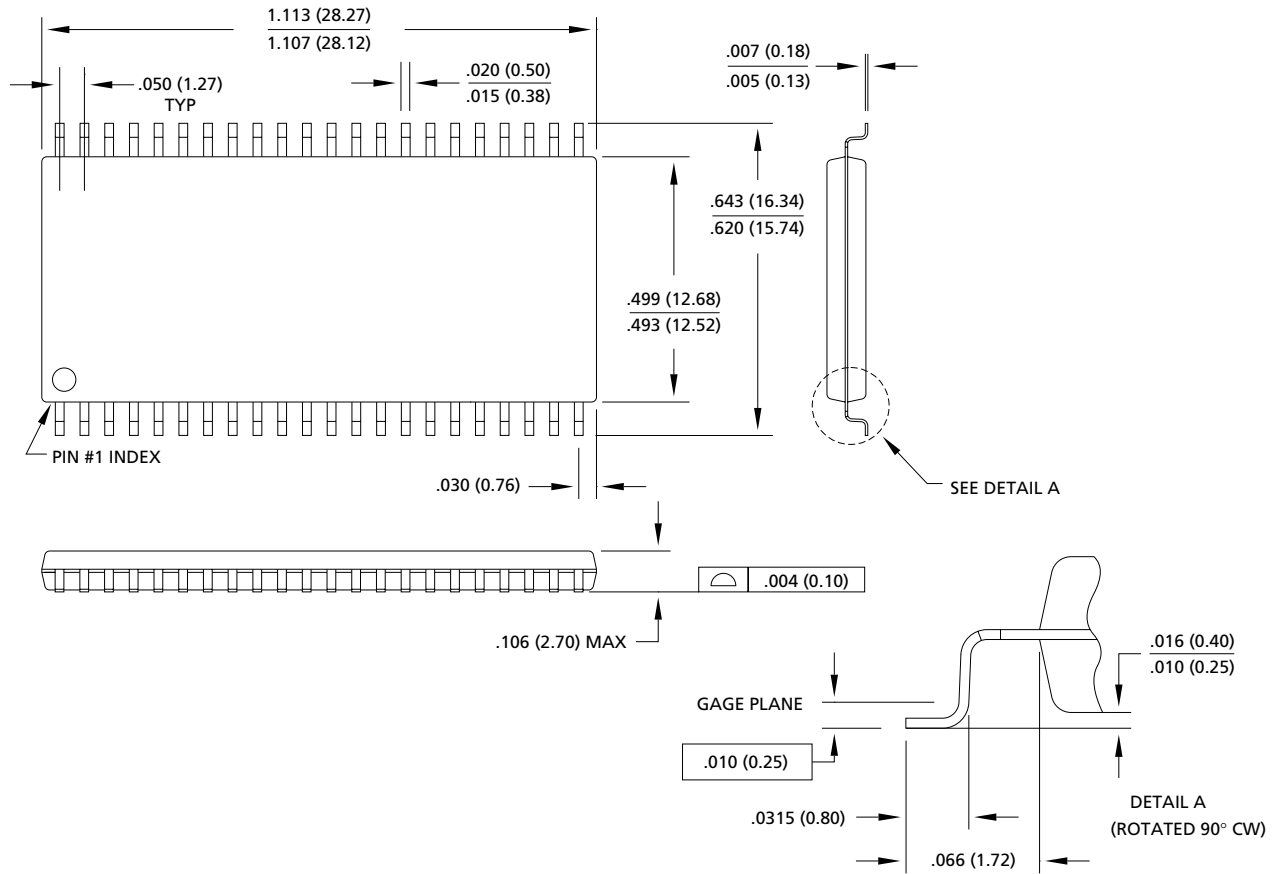 1.113 (28.27)
1.107 (28.12)
.050 (1.27)
TYP
.020 (0.50)
.015 (0.38)
.007 (0.18)
.005 (0.13)
.643 (16.34)
.620 (15.74)
.499 (12.68)
.493 (12.52)
PIN #1 INDEX
.030 (0.76)
SEE DETAIL A
.004 (0.10)
.106 (2.70) MAX
.016 (0.40)
.010 (0.25)
GAGE PLANE
.010 (0.25)
.0315 (0.80)
.066 (1.72)
DETAIL A
(ROTATED 90° CW)